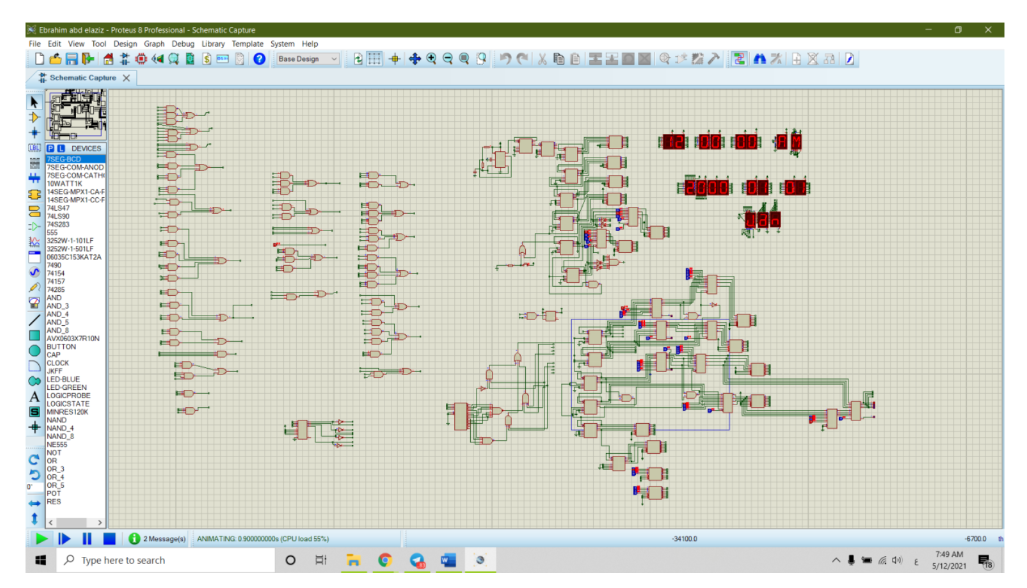 Ebrahim abd elaziz - Proteus 8 Professional - Schematic Capture
File Edit View Tool Design Graph Debug Library Template System Help
Base Design
Schematic Capture
P L DEVICES
7SEG-BCD
7SEG-COM-ANOD
7SEG-COM-CATH
10WATT1K
14SEG-MPX1-CA-F
14SEG-MPX1-CC-F
74LS47
74LS90
74S283
555
3252W-1-101LF
3252W-1-501LF
06035C153KAT2A
7490
74154
74157
74285
AND
AND_3
AND_4
AND_5
AND_8
AVX0603X7R10N
BUTTON
CAP
CLOCK
JKFF
LED-BLUE
LED-GREEN
LOGICPROBE
LOGICSTATE
MINRES120K
NAND
NAND_4
NAND_8
NE555
NOT
OR
OR_3
OR_4
OR_5
POT
RES
12 00 00 AM
2000 01 01
2 Message(s) ANIMATING: 0.900000000s (CPU load 55%) -34100.0 -6700.0 th
Type here to search
7:49 AM
5/12/2021